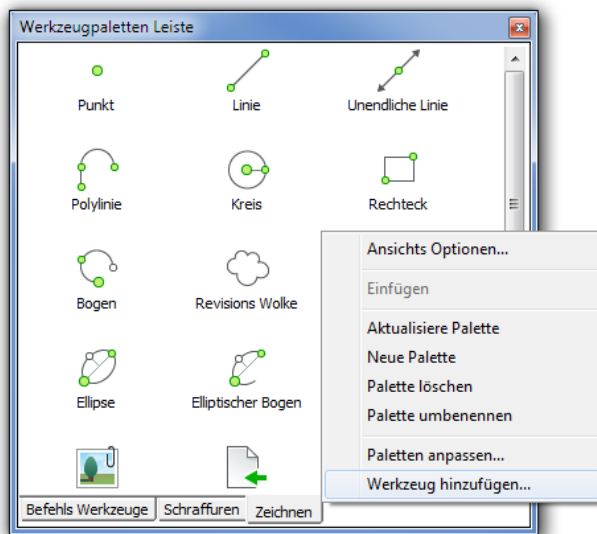 Werkzeugpaletten Leiste
Punkt
Linie
Unendliche Linie
Polylinie
Kreis
Rechteck
Bogen
Revisions Wolke
Ellipse
Elliptischer Bogen
Ansichts Optionen...
Einfügen
Aktualisiere Palette
Neue Palette
Palette löschen
Palette umbenennen
Paletten anpassen...
Werkzeug hinzufügen...
Befehls Werkzeuge
Schraffuren
Zeichnen